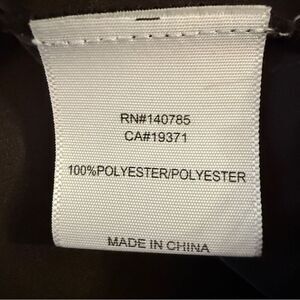 RN#140785
CA#19371
100%POLYESTER/POLYESTER
MADE IN CHINA